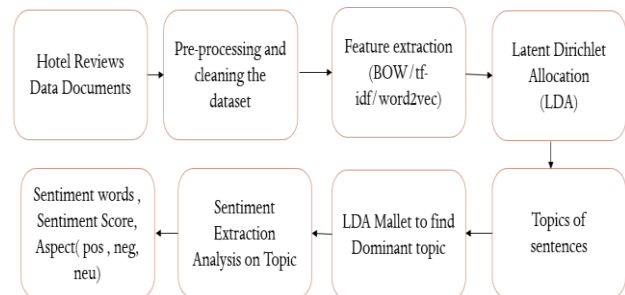 Hotel Reviews
Data Documents
Pre-processing and
cleaning the
dataset
Feature extraction
(BOW/tf-
idf/word2vec)
Latent Dirichlet
Allocation
(LDA)
Topics of
sentences
LDA Mallet to find
Dominant topic
Sentiment
Extraction
Analysis on Topic
Sentiment words ,
Sentiment Score,
Aspect( pos , neg,
neu)